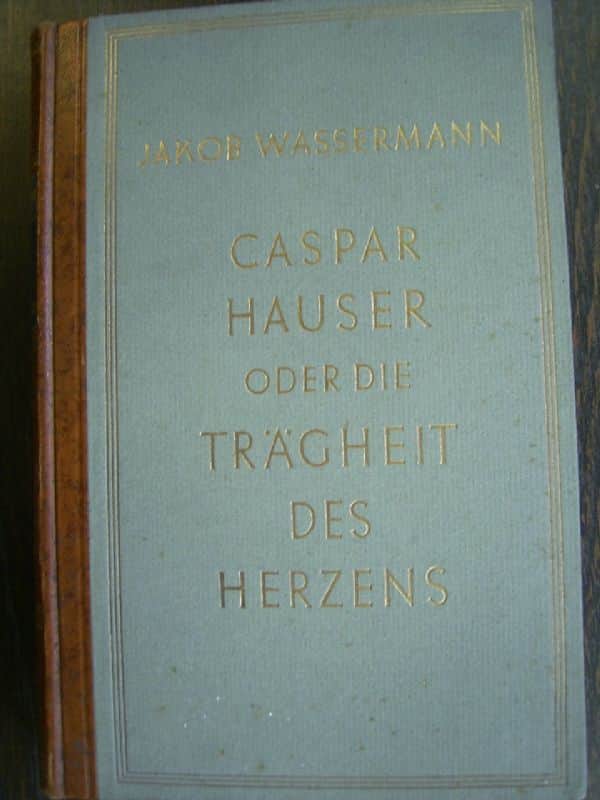 JAKOB WASSERMANN
CASPAR
HAUSER
ODER DIE
TRÄGHEIT
DES
HERZENS